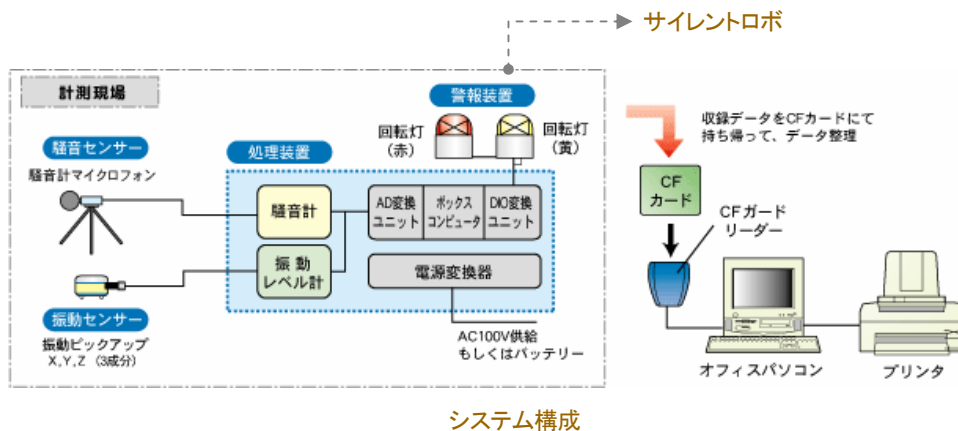 サイレントロボ
計測現場
警報装置
回転灯
（赤）
回転灯
（黄）
騒音センサー
騒音計マイクロフォン
処理装置
騒音計
AD変換
ユニット
ボックス
コンピュータ
DIO変換
ユニット
振動
レベル計
電源変換器
振動センサー
振動ピックアップ
X,Y,Z （3成分）
AC100V供給
もしくはバッテリー
収録データをCFカードにて
持ち帰って、データ整理
CF
カード
CFガード
リーダー
オフィスパソコン
プリンタ
システム構成